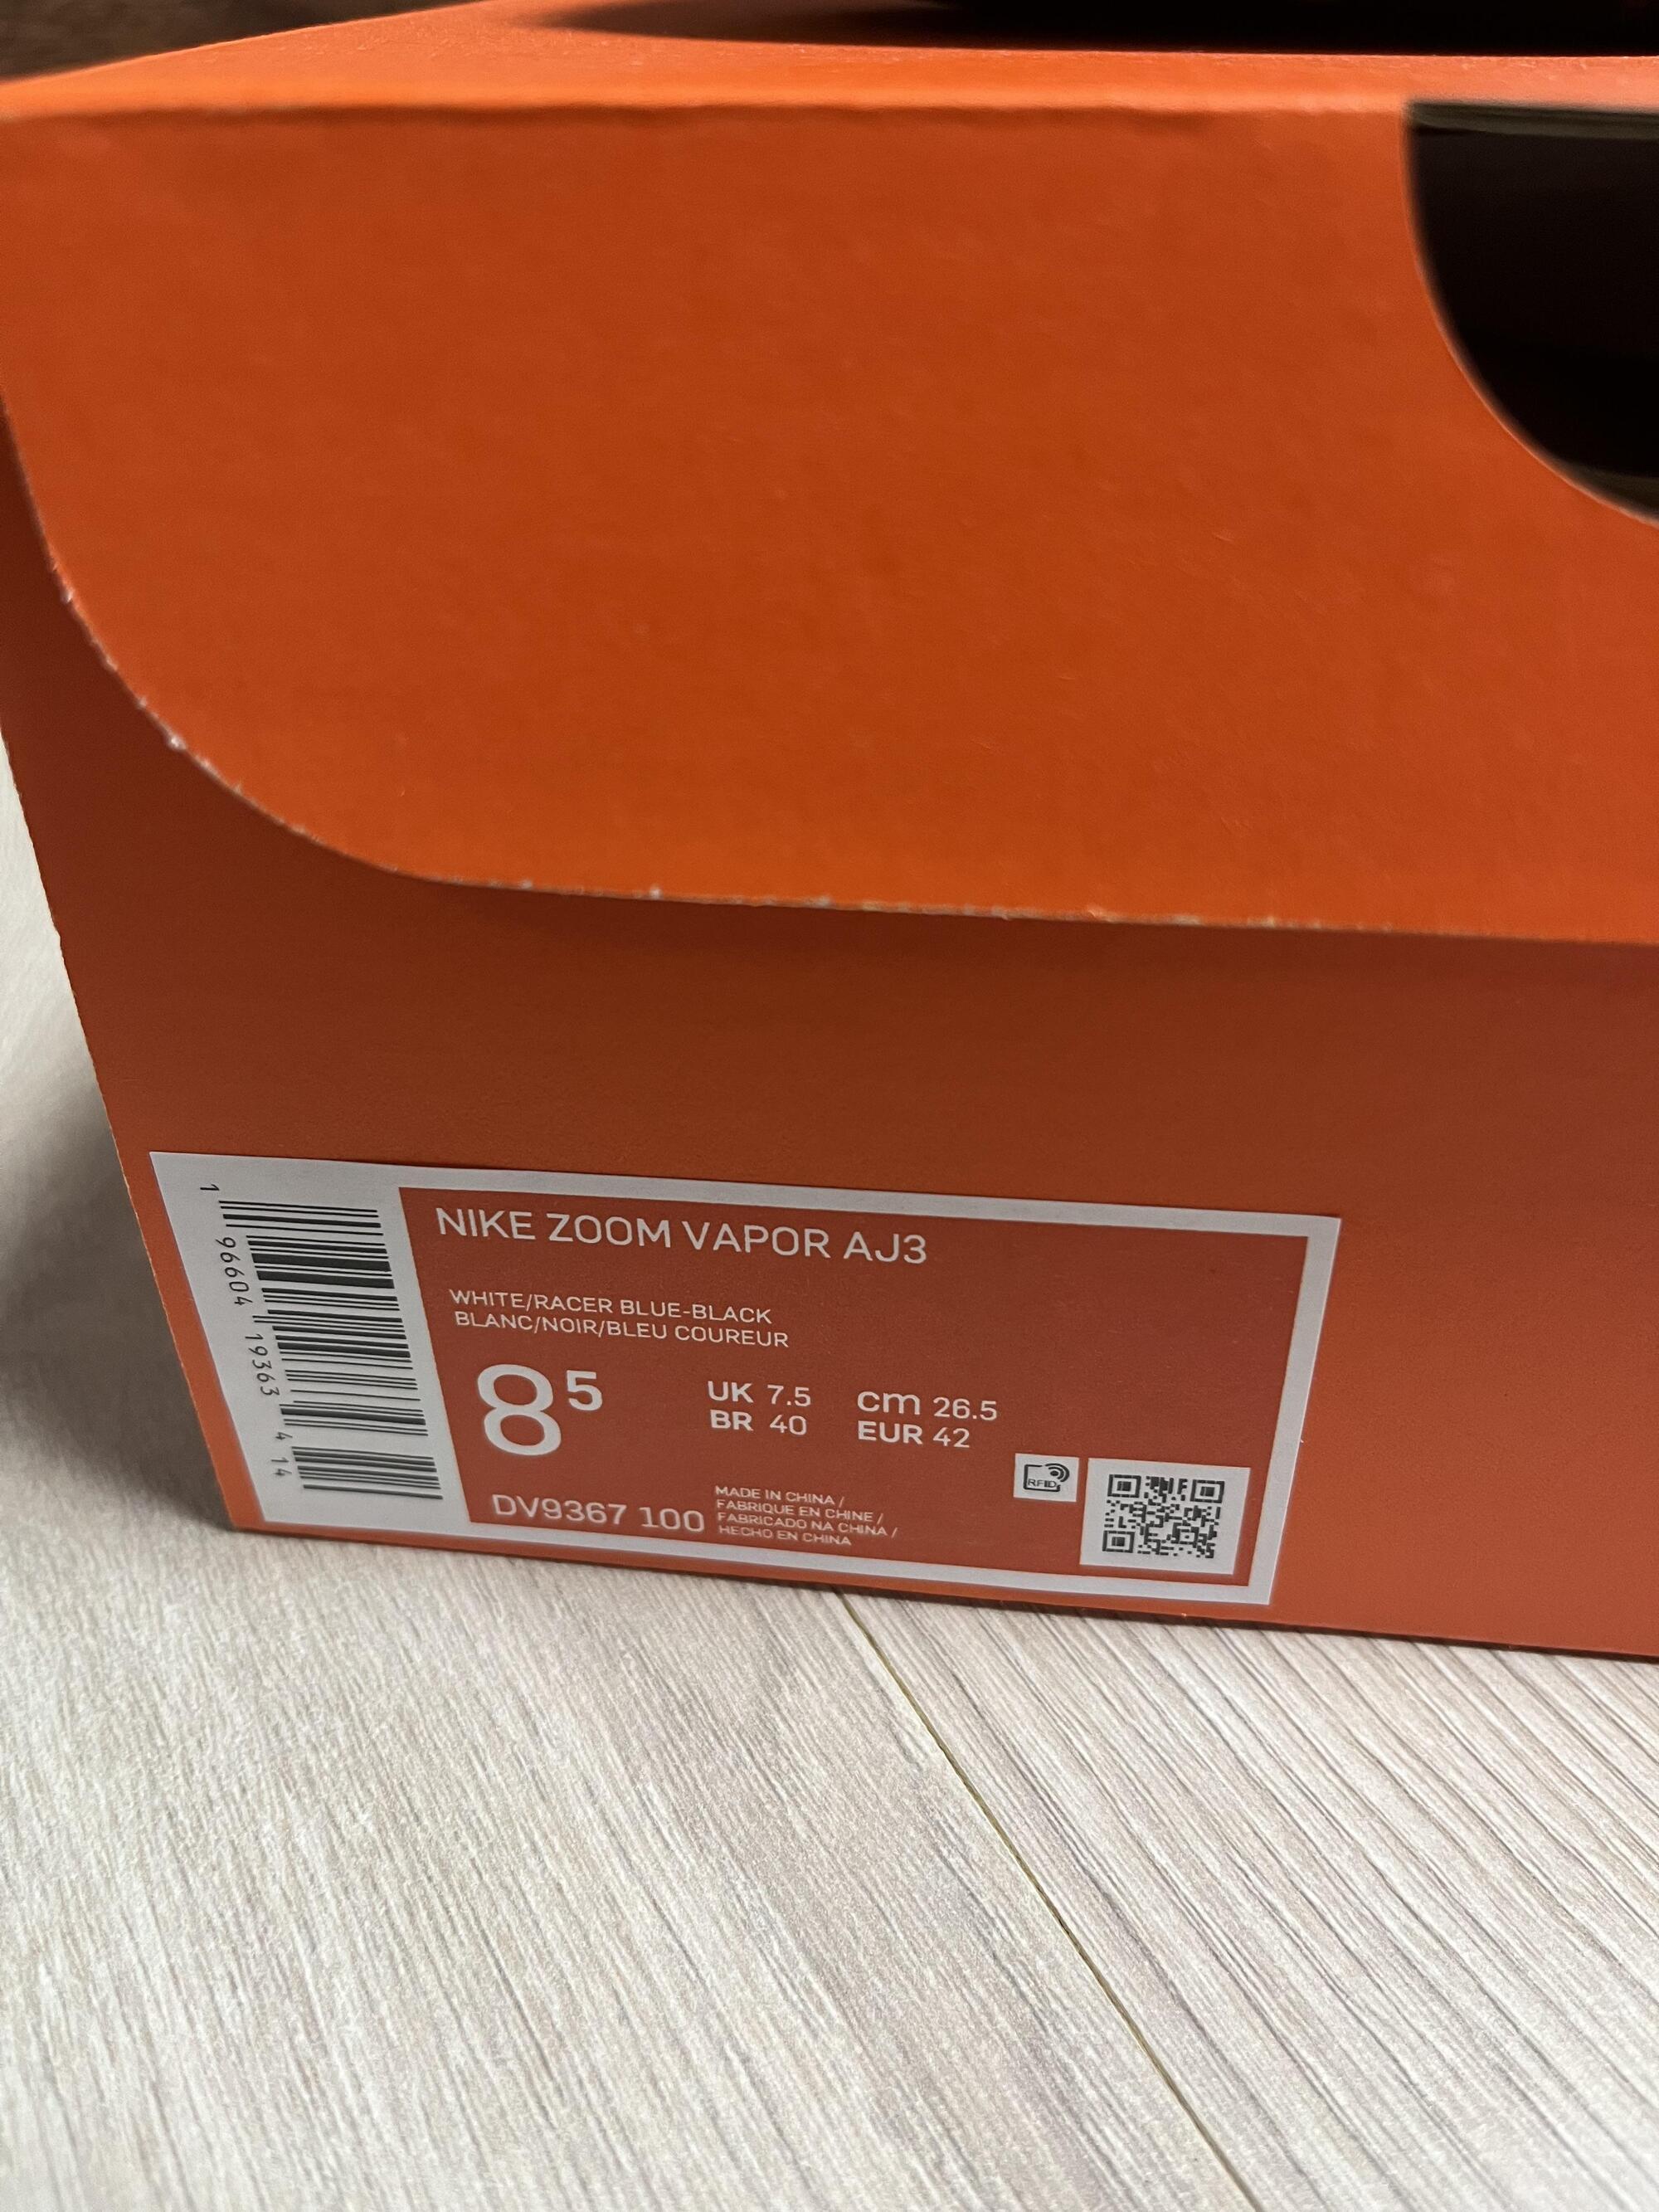 NIKE ZOOM VAPOR AJ3
WHITE/RACER BLUE-BLACK
BLANC/NOIR/BLEU COUREUR
8⁵
UK 7.5 cm 26.5
BR 40 EUR 42
DV9367 100
MADE IN CHINA /
FABRIQUE EN CHINE /
FABRICADO NA CHINA /
HECHO EN CHINA
RFID
1 96604 19363 4 14